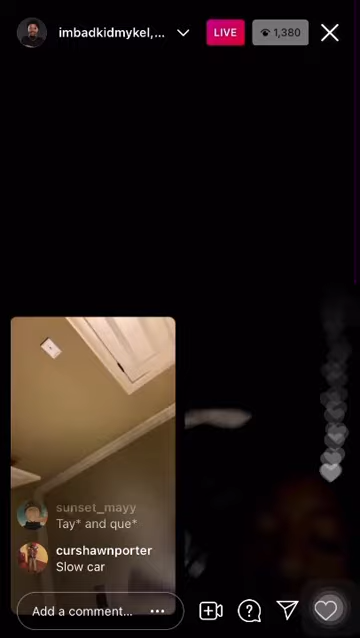 imbadkidmykel,...
LIVE
1,380
sunset_mayy
Tay* and que*
curshawnporter
Slow car
Add a comment...